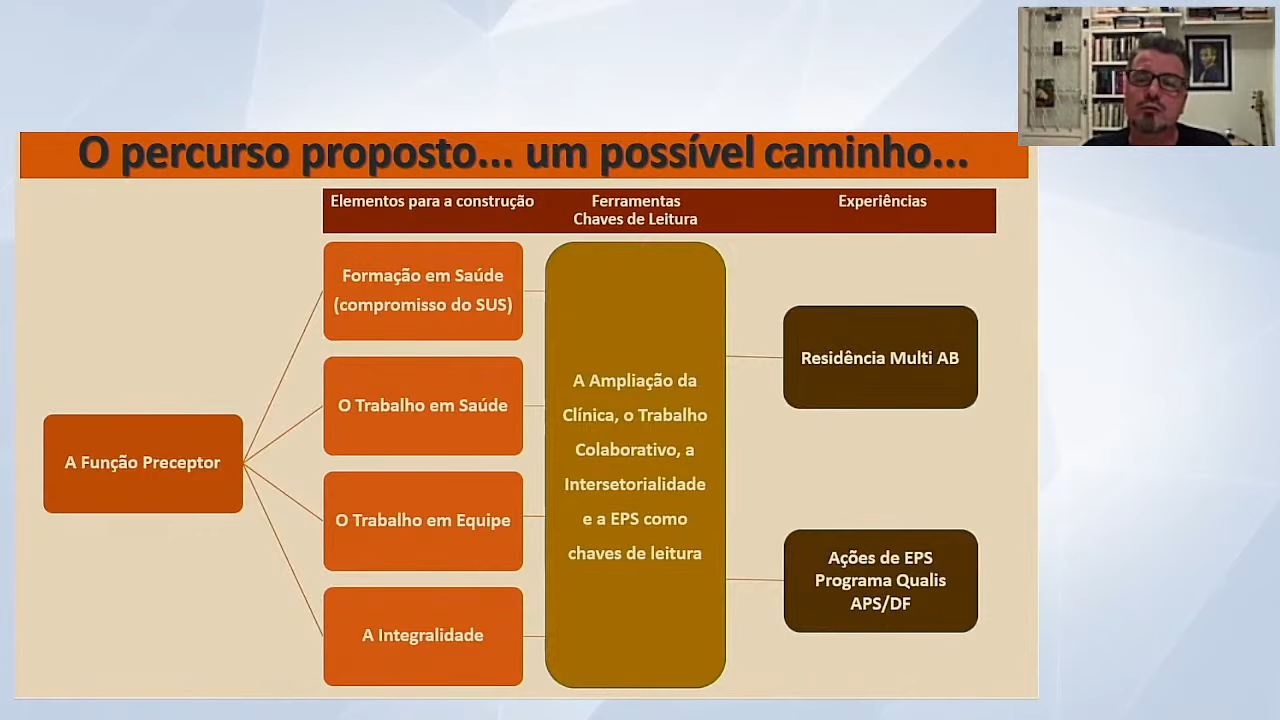 O percurso proposto... um possível caminho...
Elementos para a construção
Ferramentas
Chaves de Leitura
Experiências
A Função Preceptor
Formação em Saúde
(compromisso do SUS)
O Trabalho em Saúde
O Trabalho em Equipe
A Integralidade
A Ampliação da
Clínica, o Trabalho
Colaborativo, a
Intersetorialidade
e a EPS como
chaves de leitura
Residência Multi AB
Ações de EPS
Programa Qualis
APS/DF